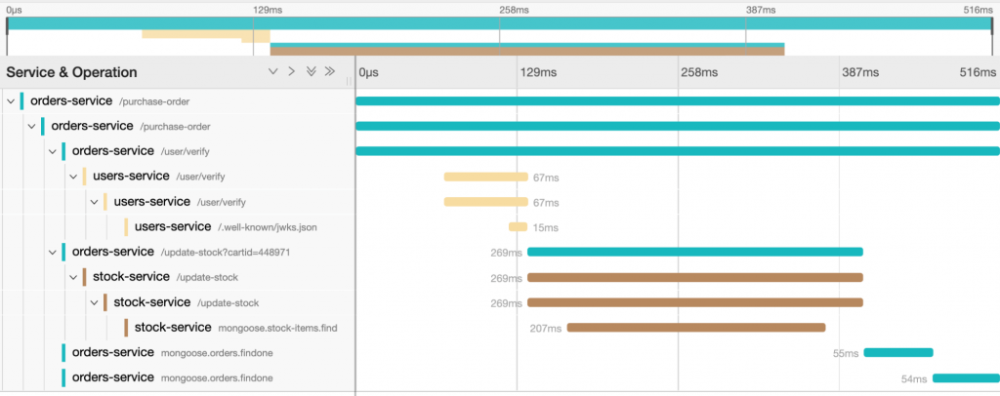 0μs 129ms 258ms 387ms 516ms
Service & Operation 0μs 129ms 258ms 387ms 516ms
orders-service /purchase-order
orders-service /purchase-order
orders-service /user/verify
users-service /user/verify 67ms
users-service /user/verify 67ms
users-service /.well-known/jwks.json 15ms
orders-service /update-stock?cartid=448971 269ms
stock-service /update-stock 269ms
stock-service /update-stock 269ms
stock-service mongoose.stock-items.find 207ms
orders-service mongoose.orders.findone 55ms
orders-service mongoose.orders.findone 54ms